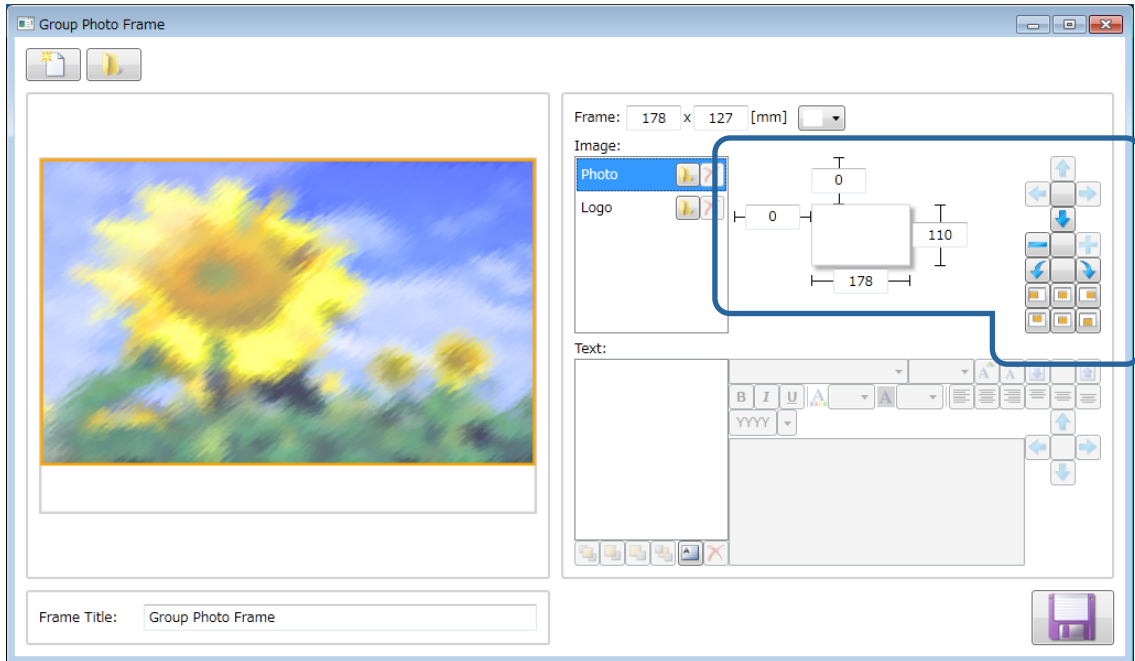 Group Photo Frame
Frame: 178 x 127 [mm]
Image:
Photo
Logo
0
0
110
178
Text:
A A
B I U A A
YYYY
Frame Title: Group Photo Frame